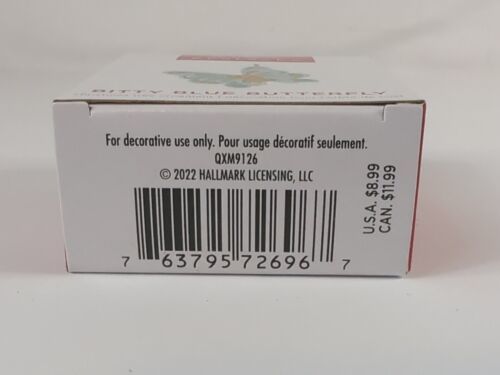 BITTY BLUE BUTTERFLY
For decorative use only. Pour usage décoratif seulement.
QXM9126
© 2022 HALLMARK LICENSING, LLC
U.S.A. $8.99
CAN. $11.99
7 63795 72696 7